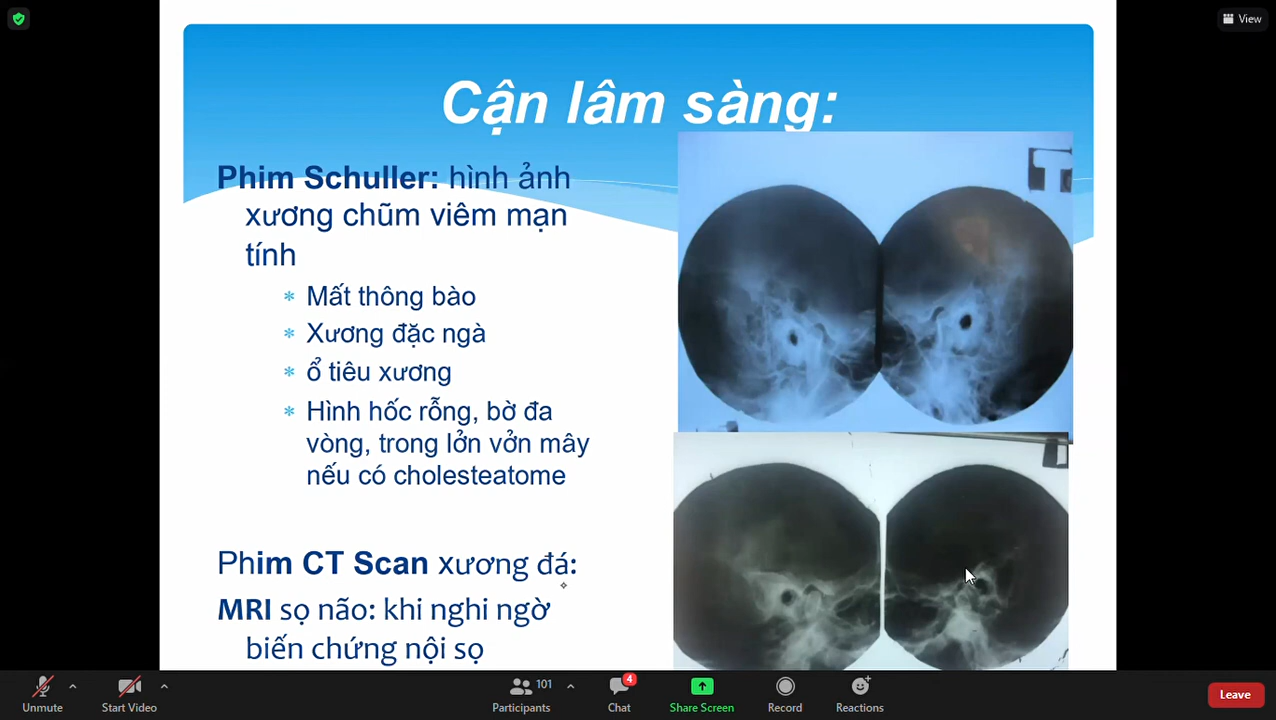 View
Cận lâm sàng:
Phim Schuller: hình ảnh
xương chũm viêm mạn
tính
* Mất thông bào
* Xương đặc ngà
* ổ tiêu xương
* Hình hốc rỗng, bờ đa
vòng, trong lởn vởn mây
nếu có cholesteatome
Phim CT Scan xương đá:
MRI sọ não: khi nghi ngờ
biến chứng nội sọ
Unmute
Start Video
101
Participants
4
Chat
Share Screen
Record
Reactions
Leave